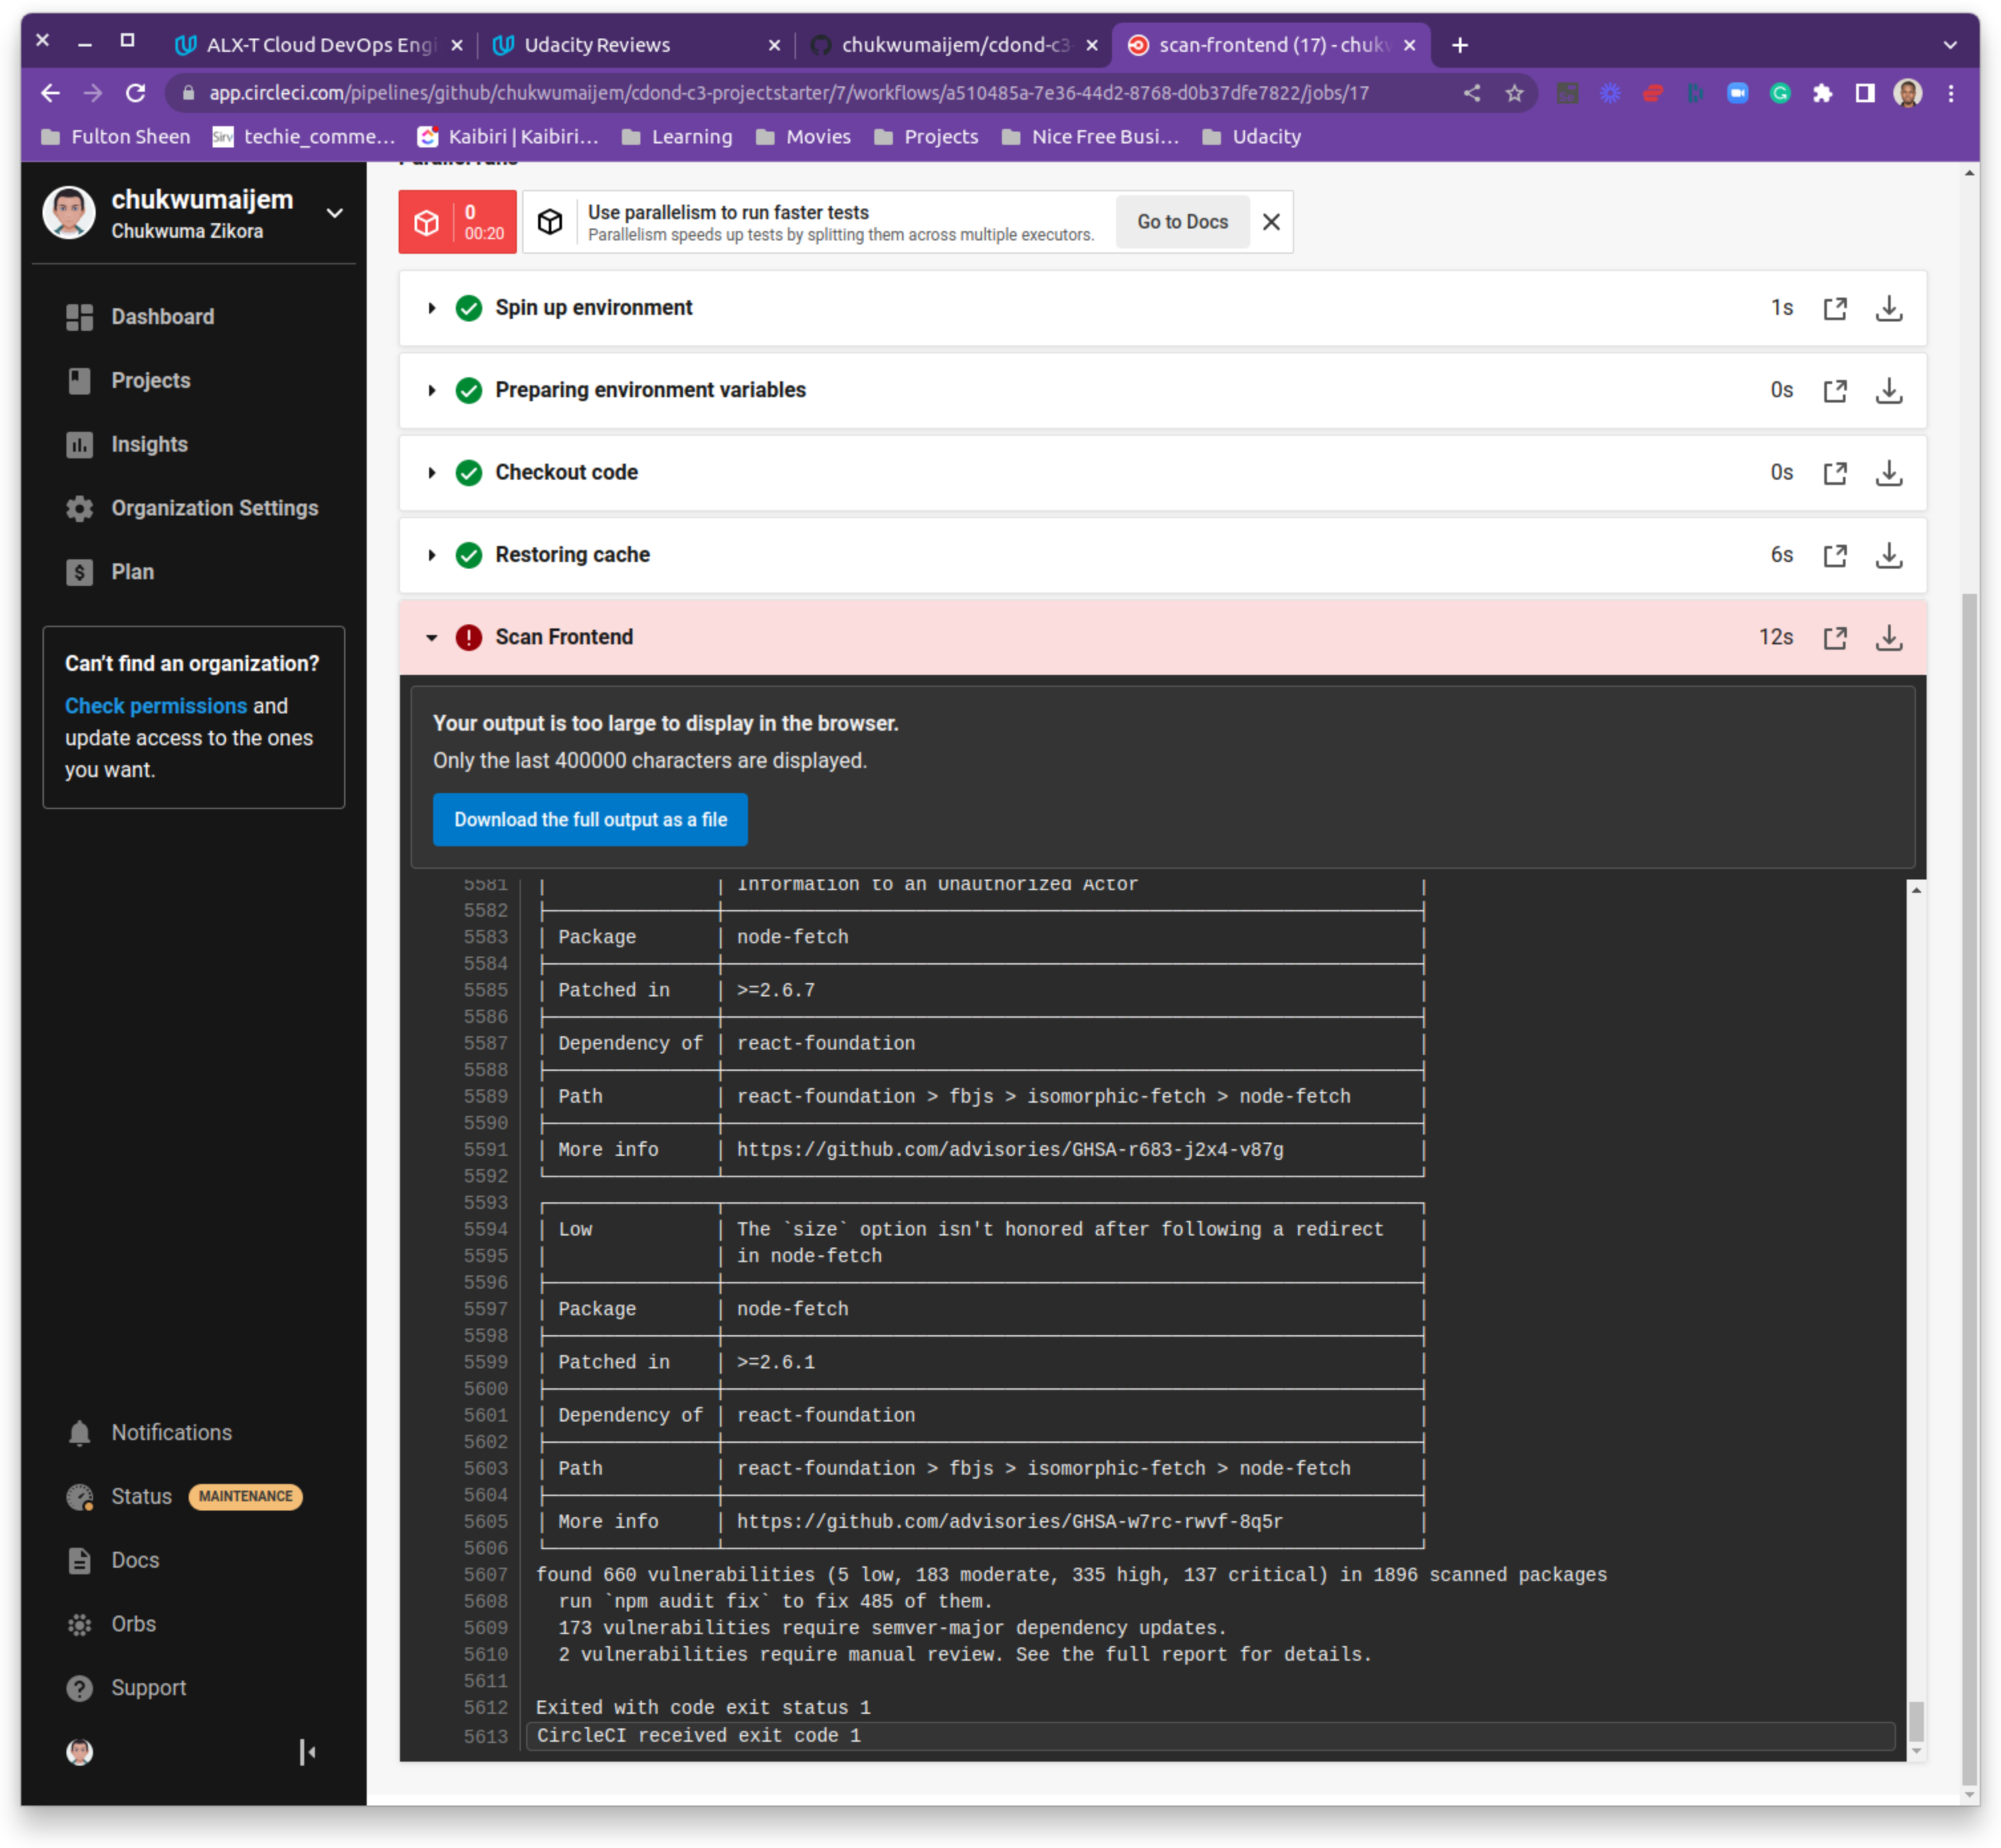 ALX-T Cloud DevOps Engi
Udacity Reviews
chukwumaijem/cdond-c3-
scan-frontend (17) - chukw
app.circleci.com/pipelines/github/chukwumaijem/cdond-c3-projectstarter/7/workflows/a510485a-7e36-44d2-8768-d0b37dfe7822/jobs/17
Fulton Sheen
Sirv techie_comme...
Kaibiri | Kaibiri...
Learning
Movies
Projects
Nice Free Busi...
Udacity
chukwumaijem
Chukwuma Zikora
Dashboard
Projects
Insights
Organization Settings
Plan
Can't find an organization?
Check permissions and
update access to the ones
you want.
Notifications
Status MAINTENANCE
Docs
Orbs
Support
Parallel runs
0
00:20
Use parallelism to run faster tests
Parallelism speeds up tests by splitting them across multiple executors.
Go to Docs
Spin up environment 1s
Preparing environment variables 0s
Checkout code 0s
Restoring cache 6s
Scan Frontend 12s
Your output is too large to display in the browser.
Only the last 400000 characters are displayed.
Download the full output as a file
5581 | | Information to an Unauthorized Actor |
5582
5583 | Package | node-fetch |
5584
5585 | Patched in | >=2.6.7 |
5586
5587 | Dependency of | react-foundation |
5588
5589 | Path | react-foundation > fbjs > isomorphic-fetch > node-fetch |
5590
5591 | More info | https://github.com/advisories/GHSA-r683-j2x4-v87g |
5592
5593
5594 | Low | The `size` option isn't honored after following a redirect |
5595 | | in node-fetch |
5596
5597 | Package | node-fetch |
5598
5599 | Patched in | >=2.6.1 |
5600
5601 | Dependency of | react-foundation |
5602
5603 | Path | react-foundation > fbjs > isomorphic-fetch > node-fetch |
5604
5605 | More info | https://github.com/advisories/GHSA-w7rc-rwvf-8q5r |
5606
5607 found 660 vulnerabilities (5 low, 183 moderate, 335 high, 137 critical) in 1896 scanned packages
5608 run `npm audit fix` to fix 485 of them.
5609 173 vulnerabilities require semver-major dependency updates.
5610 2 vulnerabilities require manual review. See the full report for details.
5611
5612 Exited with code exit status 1
5613 CircleCI received exit code 1